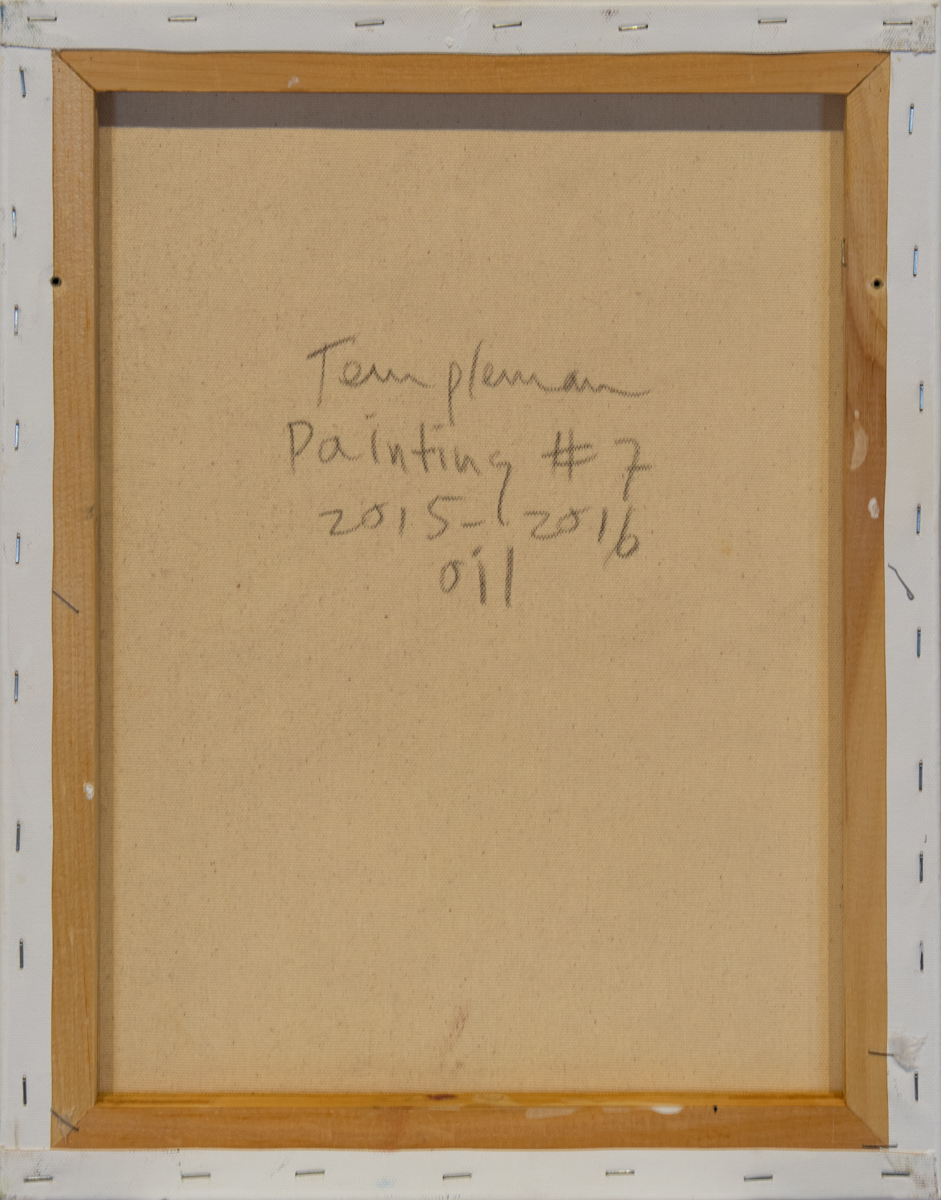 Templeman
Painting #7
2015-2016
oil